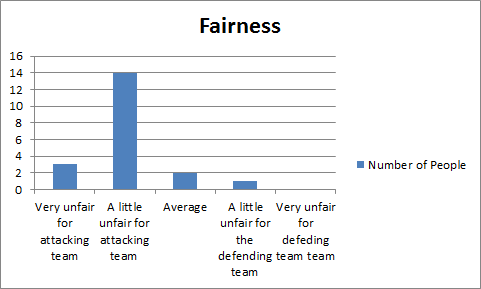 Fairness
16
14
12
10
8
6
4
2
0
Very unfair
for
attacking
team
A little
unfair for
attacking
team
Average
A little
unfair for
the
defending
team
Very unfair
for
defeding
team team
Number of People